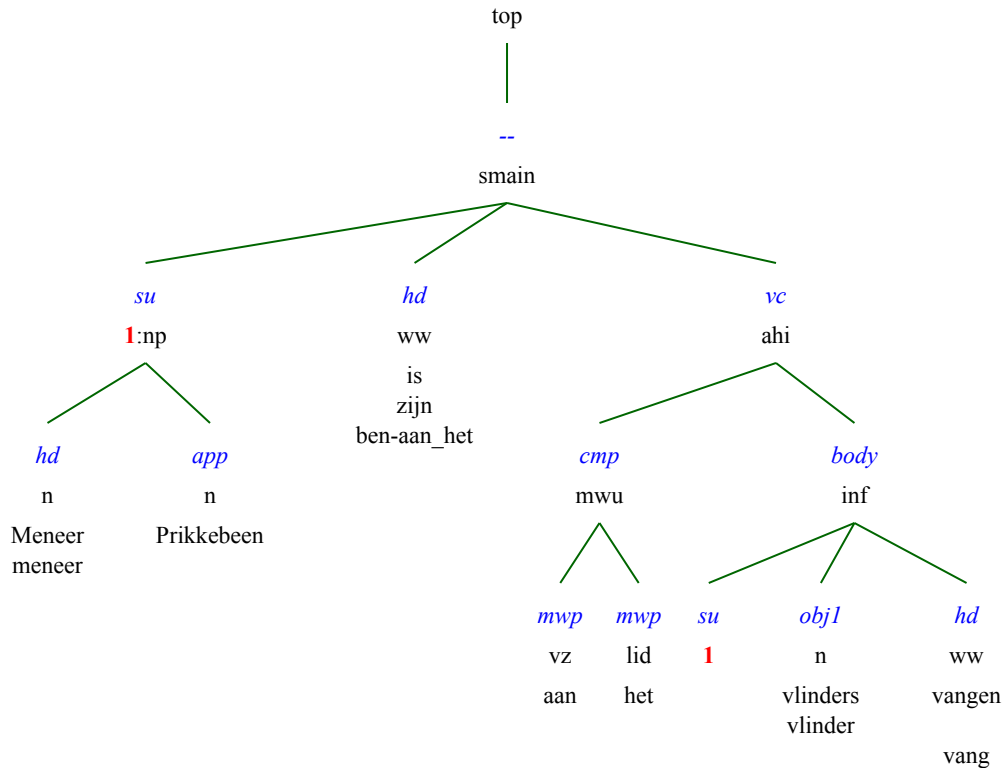 top
--
smain
su hd vc
1:np ww ahi
is
zijn
ben-aan_het
hd app cmp body
n n mwu inf
Meneer Prikkebeen
meneer
mwp mwp su obj1 hd
vz lid 1 n ww
aan het vlinders vangen
vlinder
vang